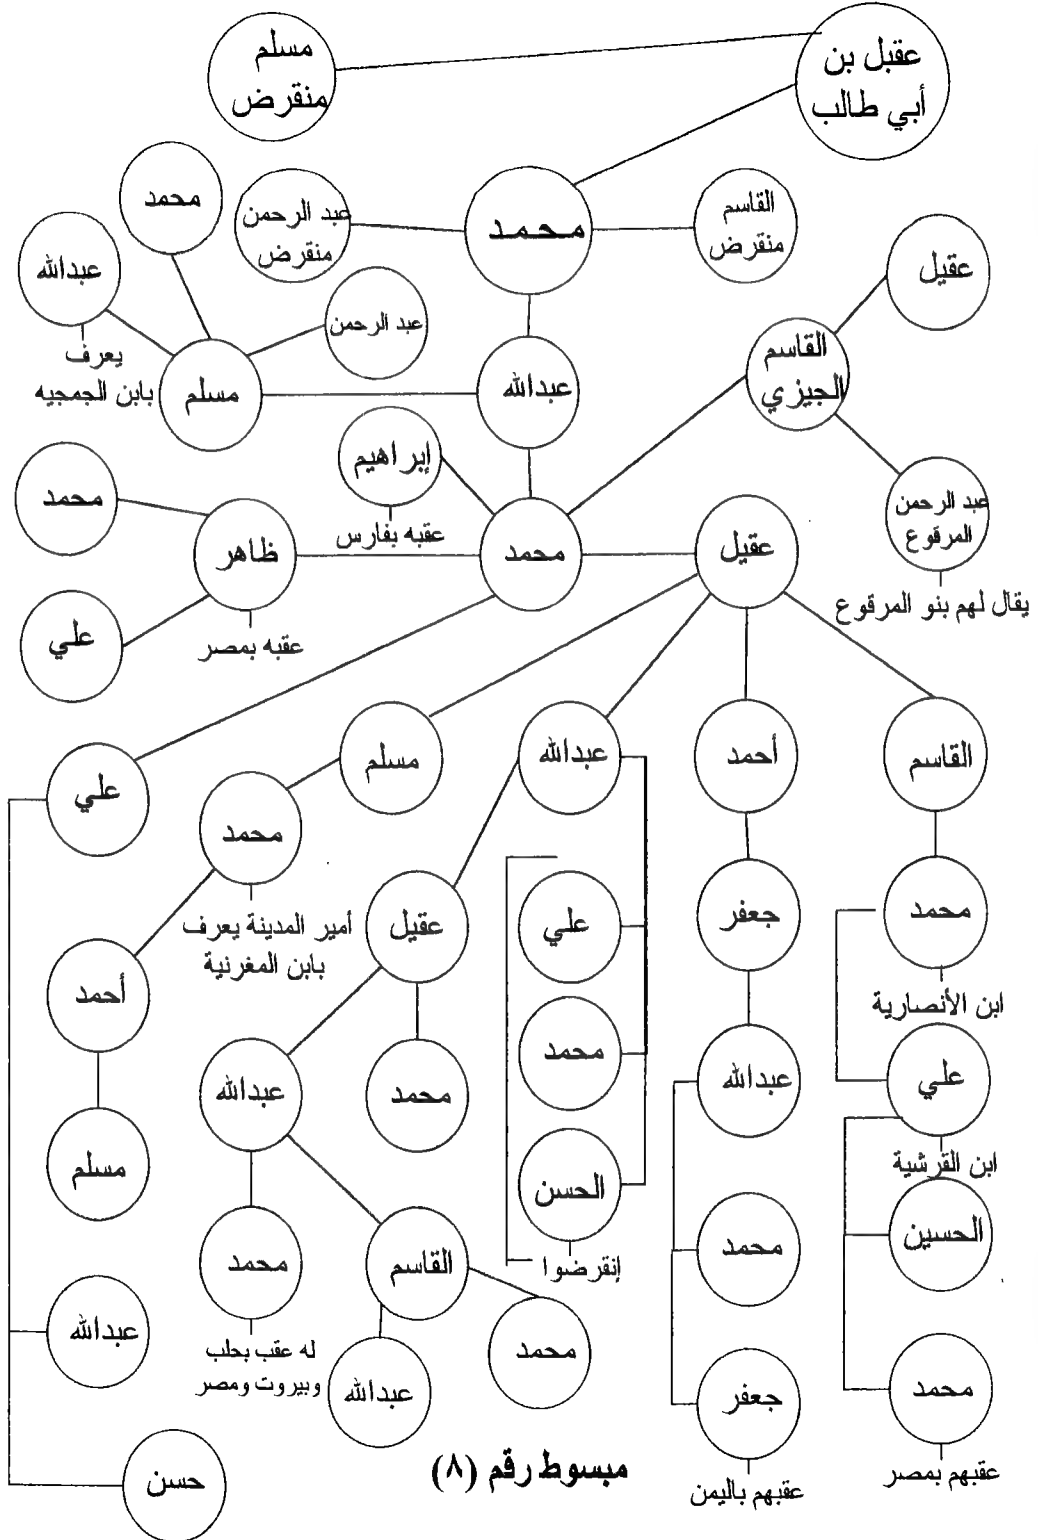 عقبل بن
أبي طالب
مسلم
منقرض
محمد
القاسم
منقرض
محمد
عبد الرحمن
منقرض
عقيل
عبدالله
يعرف
بابن الجمجيه
عبد الرحمن
القاسم
الجيزي
عبدالله
مسلم
إبراهيم
عقبه بفارس
عبد الرحمن
المرقوع
يقال لهم بنو المرقوع
محمد
عقيل
محمد
ظاهر
عقبه بمصر
علي
القاسم
أحمد
عبدالله
مسلم
علي
محمد
أمير المدينة يعرف
بابن المغرنية
محمد
ابن الأنصارية
جعفر
علي
عقيل
أحمد
علي
ابن القرشية
عبدالله
محمد
محمد
عبدالله
مسلم
الحسين
محمد
الحسن
إنقرضوا
القاسم
محمد
له عقب بحلب
وبيروت ومصر
عبدالله
محمد
عقبهم بمصر
جعفر
عقبهم باليمن
محمد
عبدالله
حسن
مبسوط رقم (٨)